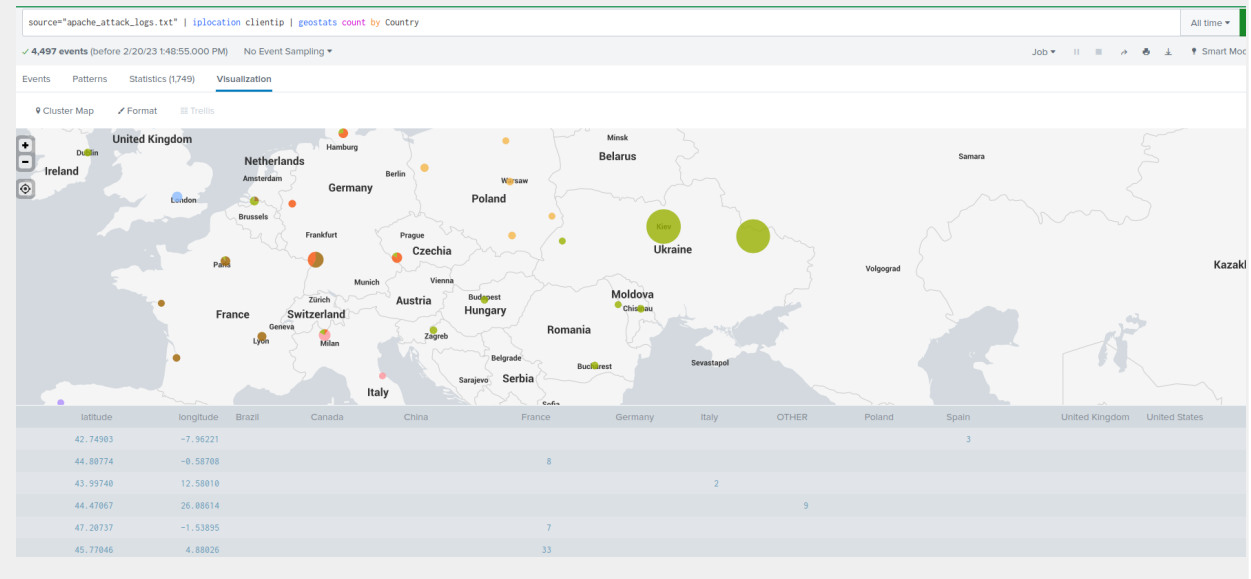 source="apache_attack_logs.txt" | iplocation clientip | geostats count by Country
All time
4,497 events (before 2/20/23 1:48:55.000 PM) No Event Sampling
Job
Smart Mod
Events Patterns Statistics (1,749) Visualization
Cluster Map Format Trellis
+
-
United Kingdom
Dublin
Ireland
Hamburg
Minsk
Belarus
Samara
Netherlands
Amsterdam
Berlin
Warsaw
Germany
Poland
London
Brussels
Kiev
Frankfurt
Prague
Czechia
Ukraine
Paris
Volgograd
Kazakl
Munich
Vienna
Zürich
Austria
Budapest
Moldova
France
Switzerland
Hungary
Chisinau
Geneva
Romania
Lyon
Milan
Zagreb
Belgrade
Bucharest
Sevastapol
Sarajevo
Serbia
Italy
Sofia
latitude longitude Brazil Canada China France Germany Italy OTHER Poland Spain United Kingdom United States
42.74903 -7.96221 3
44.80774 -0.58708 8
43.99740 12.58010 2
44.47067 26.08614 9
47.20737 -1.53895 7
45.77046 4.88026 33